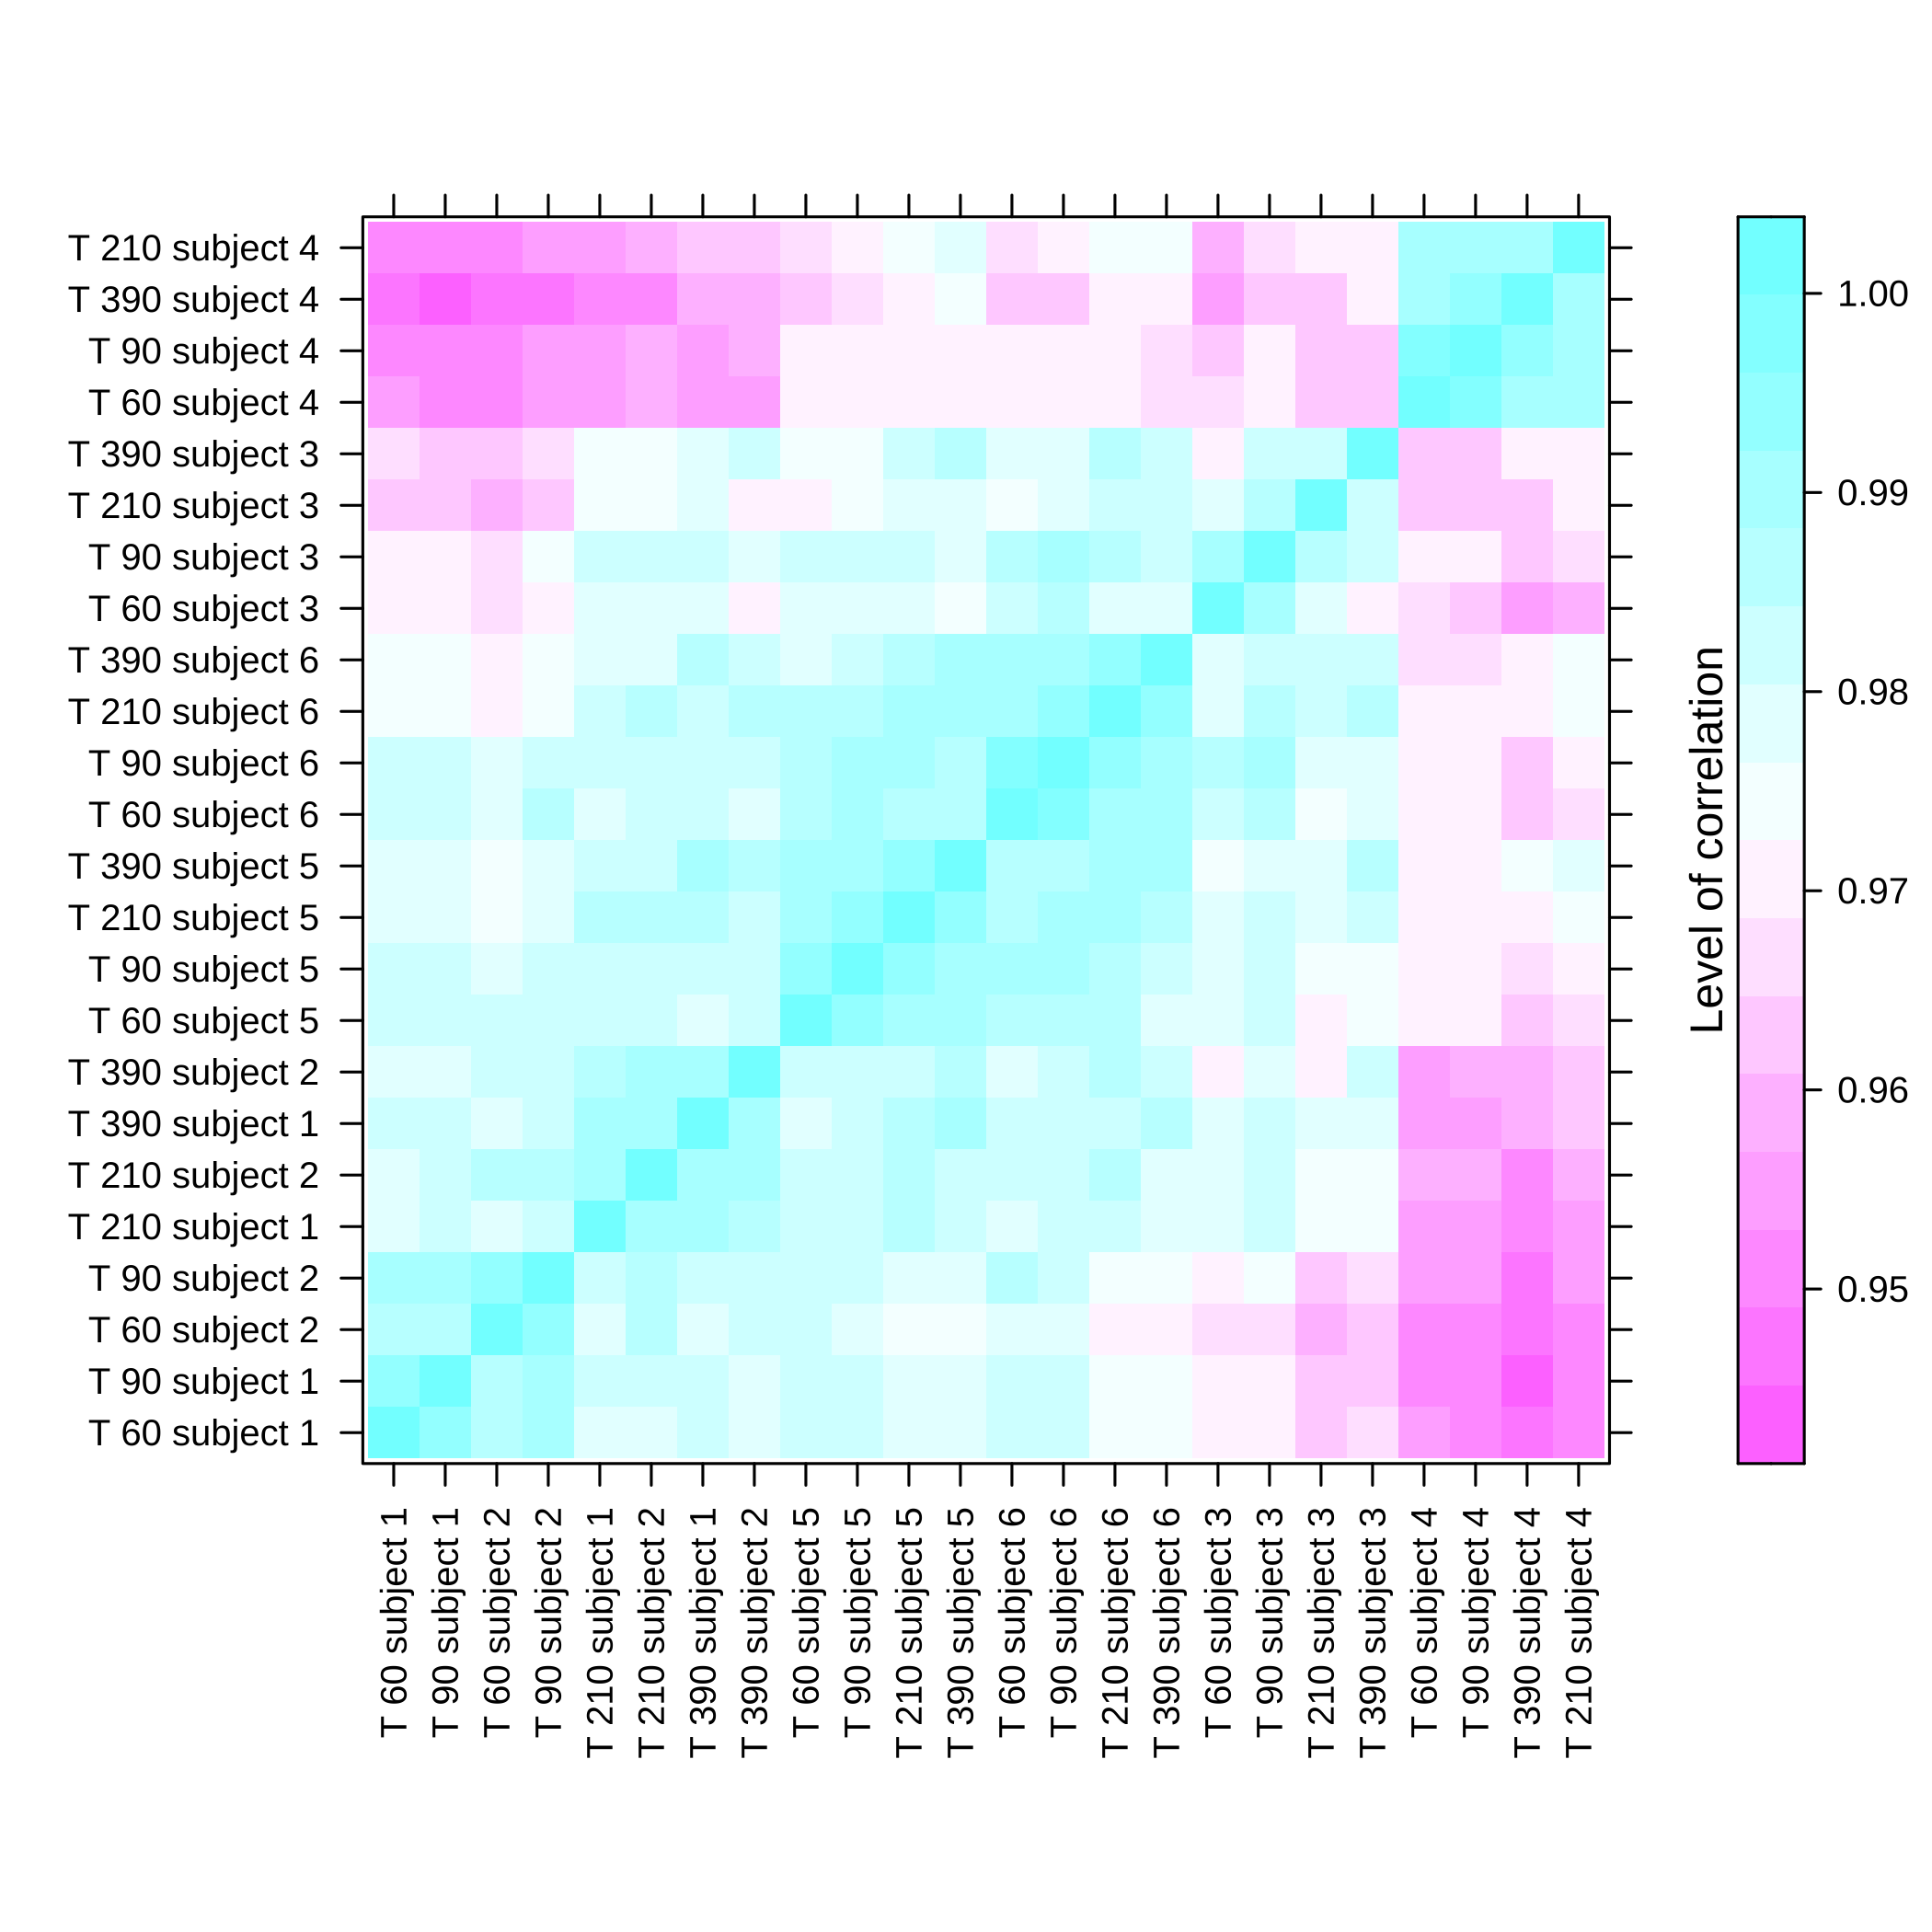 T 210 subject 4
T 390 subject 4
T 90 subject 4
T 60 subject 4
T 390 subject 3
T 210 subject 3
T 90 subject 3
T 60 subject 3
T 390 subject 6
T 210 subject 6
T 90 subject 6
T 60 subject 6
T 390 subject 5
T 210 subject 5
T 90 subject 5
T 60 subject 5
T 390 subject 2
T 390 subject 1
T 210 subject 2
T 210 subject 1
T 90 subject 2
T 60 subject 2
T 90 subject 1
T 60 subject 1
T 60 subject 1
T 90 subject 1
T 60 subject 2
T 90 subject 2
T 210 subject 1
T 210 subject 2
T 390 subject 1
T 390 subject 2
T 60 subject 5
T 90 subject 5
T 210 subject 5
T 390 subject 5
T 60 subject 6
T 90 subject 6
T 210 subject 6
T 390 subject 6
T 60 subject 3
T 90 subject 3
T 210 subject 3
T 390 subject 3
T 60 subject 4
T 90 subject 4
T 390 subject 4
T 210 subject 4
Level of correlation
1.00
0.99
0.98
0.97
0.96
0.95